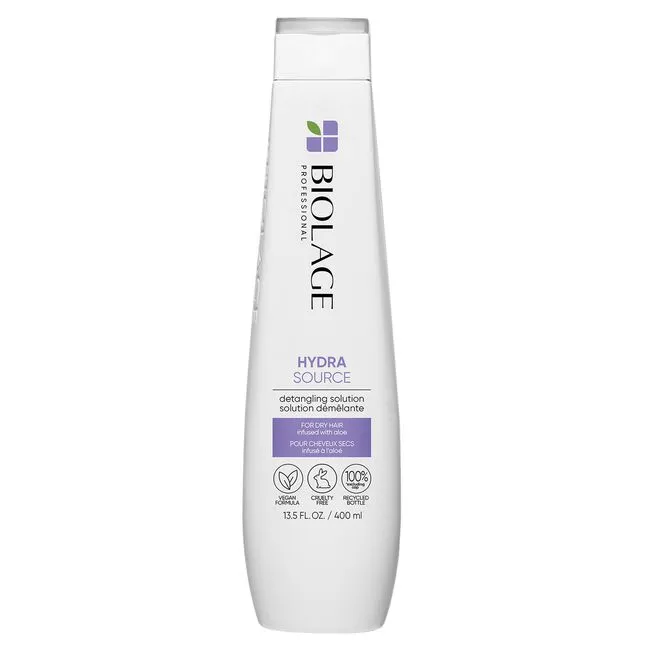 BIOLAGE
PROFESSIONAL
HYDRA
SOURCE
detangling solution
solution démêlante
FOR DRY HAIR
infused with aloe
POUR CHEVEUX SECS
infusé à l'aloe
100%
*excluding
cap
VEGAN
FORMULA
CRUELTY
FREE
RECYCLED
BOTTLE
13.5 FL. OZ. / 400 ml